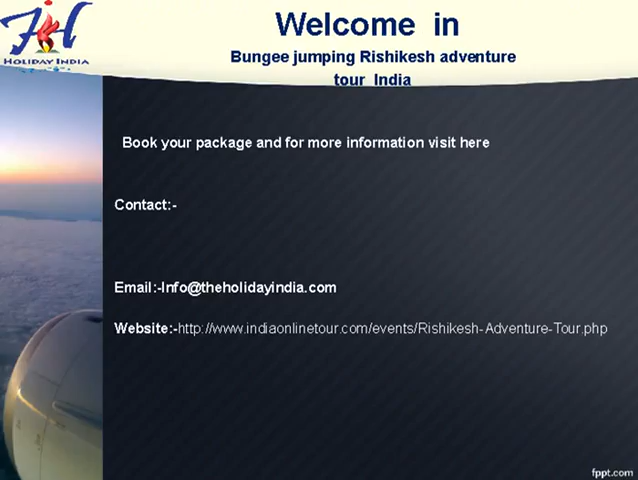 HOLIDAY INDIA
Welcome in
Bungee jumping Rishikesh adventure
tour India
Book your package and for more information visit here
Contact:-
Email:-Info@theholidayindia.com
Website:-http://www.indiaonlinetour.com/events/Rishikesh-Adventure-Tour.php
fppt.com